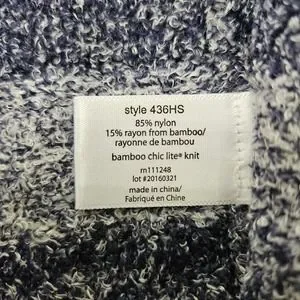 style 436HS
85% nylon
15% rayon from bamboo/
rayonne de bambou
bamboo chic lite® knit
rn111248
lot #20160321
made in china/
Fabriqué en Chine